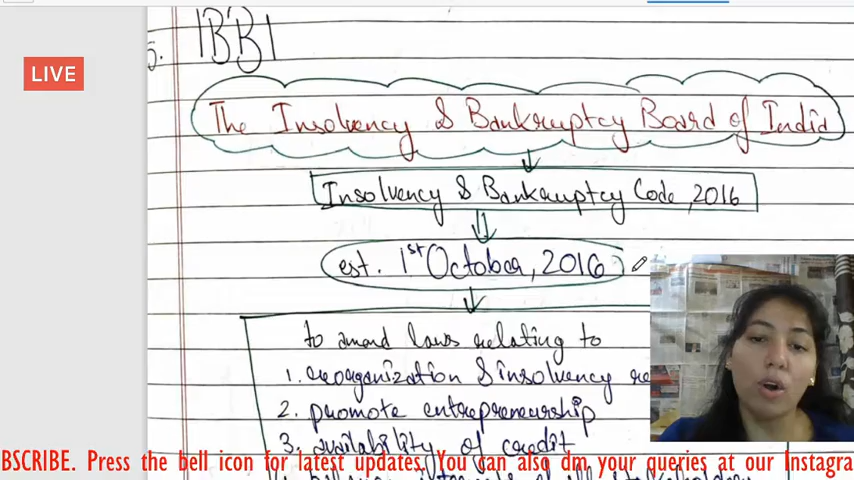 5. IBBI
LIVE
The Insolvency & Bankruptcy Board of India
Insolvency & Bankruptcy Code, 2016
est. 1st October, 2016
to amend laws relating to
1. reorganization & insolvency re
2. promote entrepreneurship
3. availability of credit
BSCRIBE. Press the bell icon for latest updates. You can also dm your queries at our Instagra